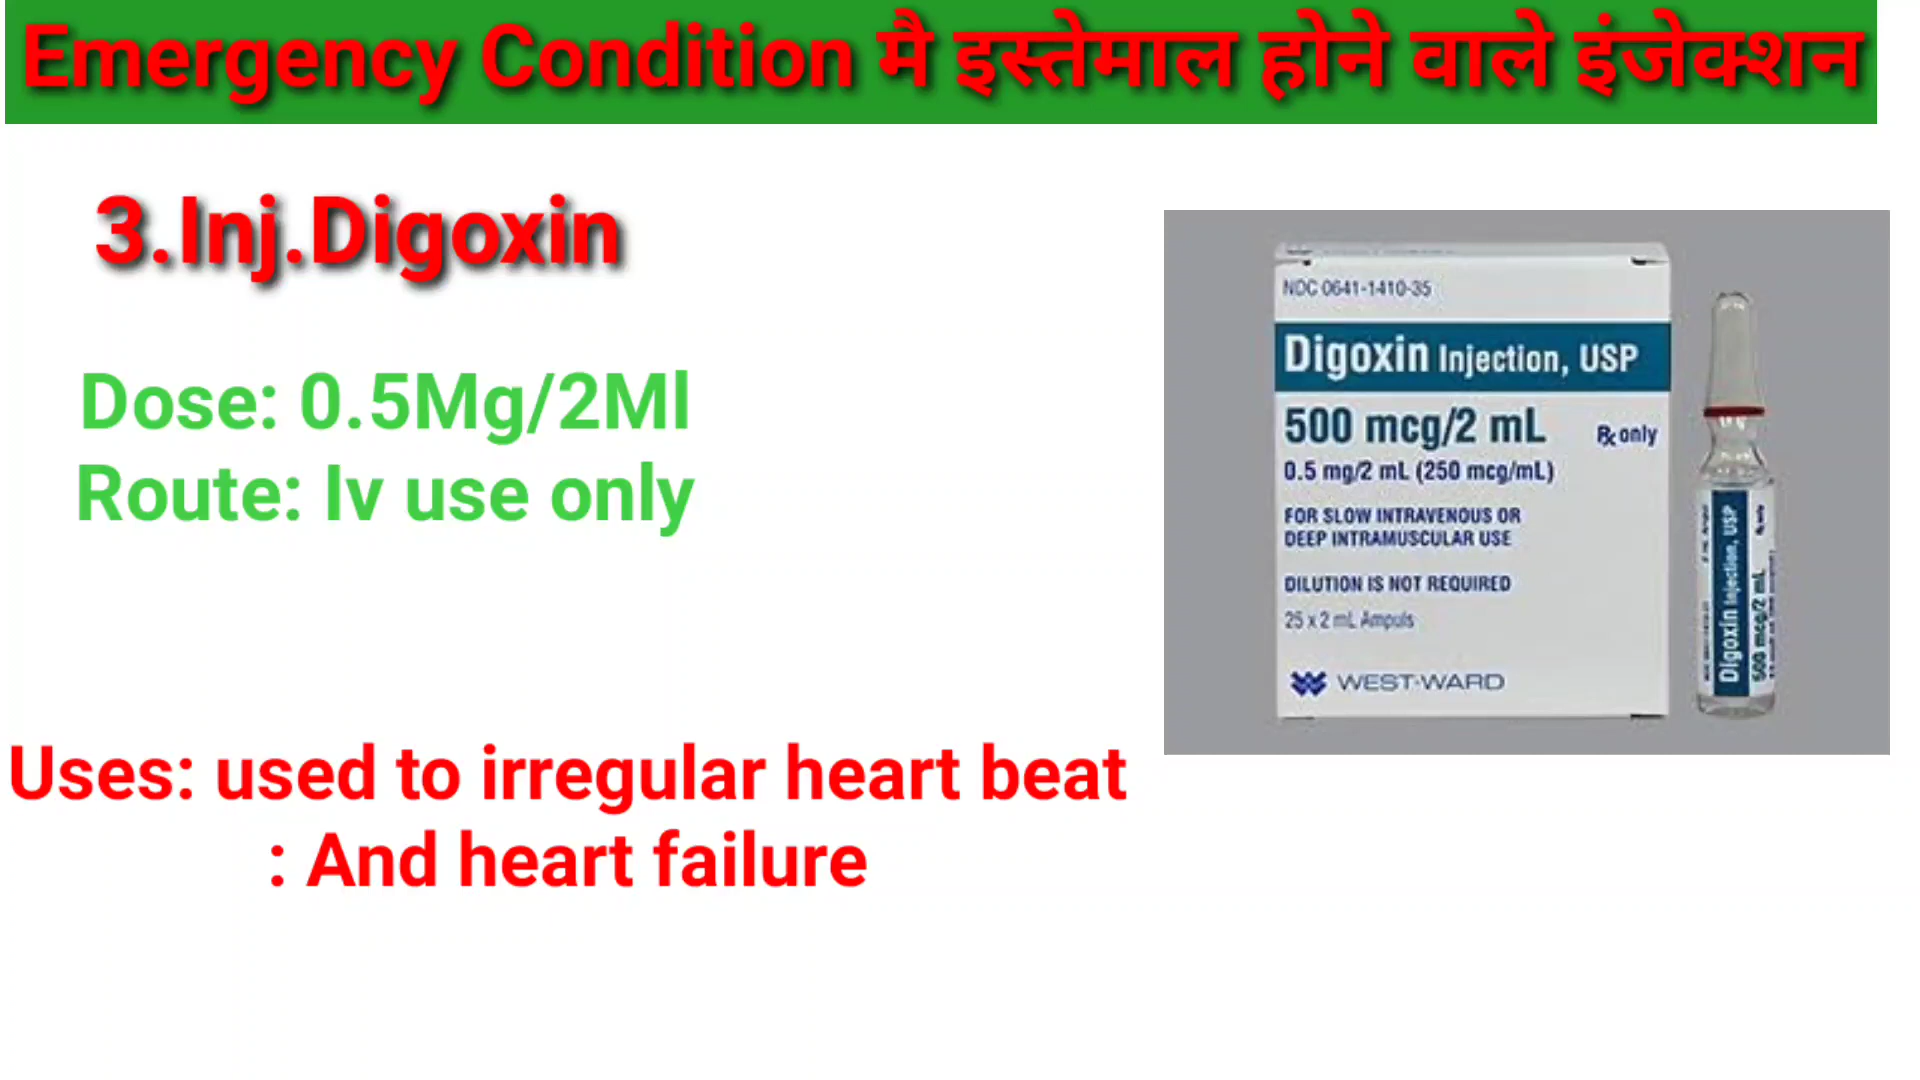 Emergency Condition मै इस्तेमाल होने वाले इंजेक्शन
3.Inj.Digoxin
Dose: 0.5Mg/2Ml
Route: Iv use only
Uses: used to irregular heart beat
: And heart failure
NDC 0641-1410-35
Digoxin Injection, USP
500 mcg/2 mL
Rx only
0.5 mg/2 mL (250 mcg/mL)
FOR SLOW INTRAVENOUS OR
DEEP INTRAMUSCULAR USE
DILUTION IS NOT REQUIRED
25 x 2 mL Ampuls
WEST-WARD
Digoxin Injection, USP
500 mcg/2 mL